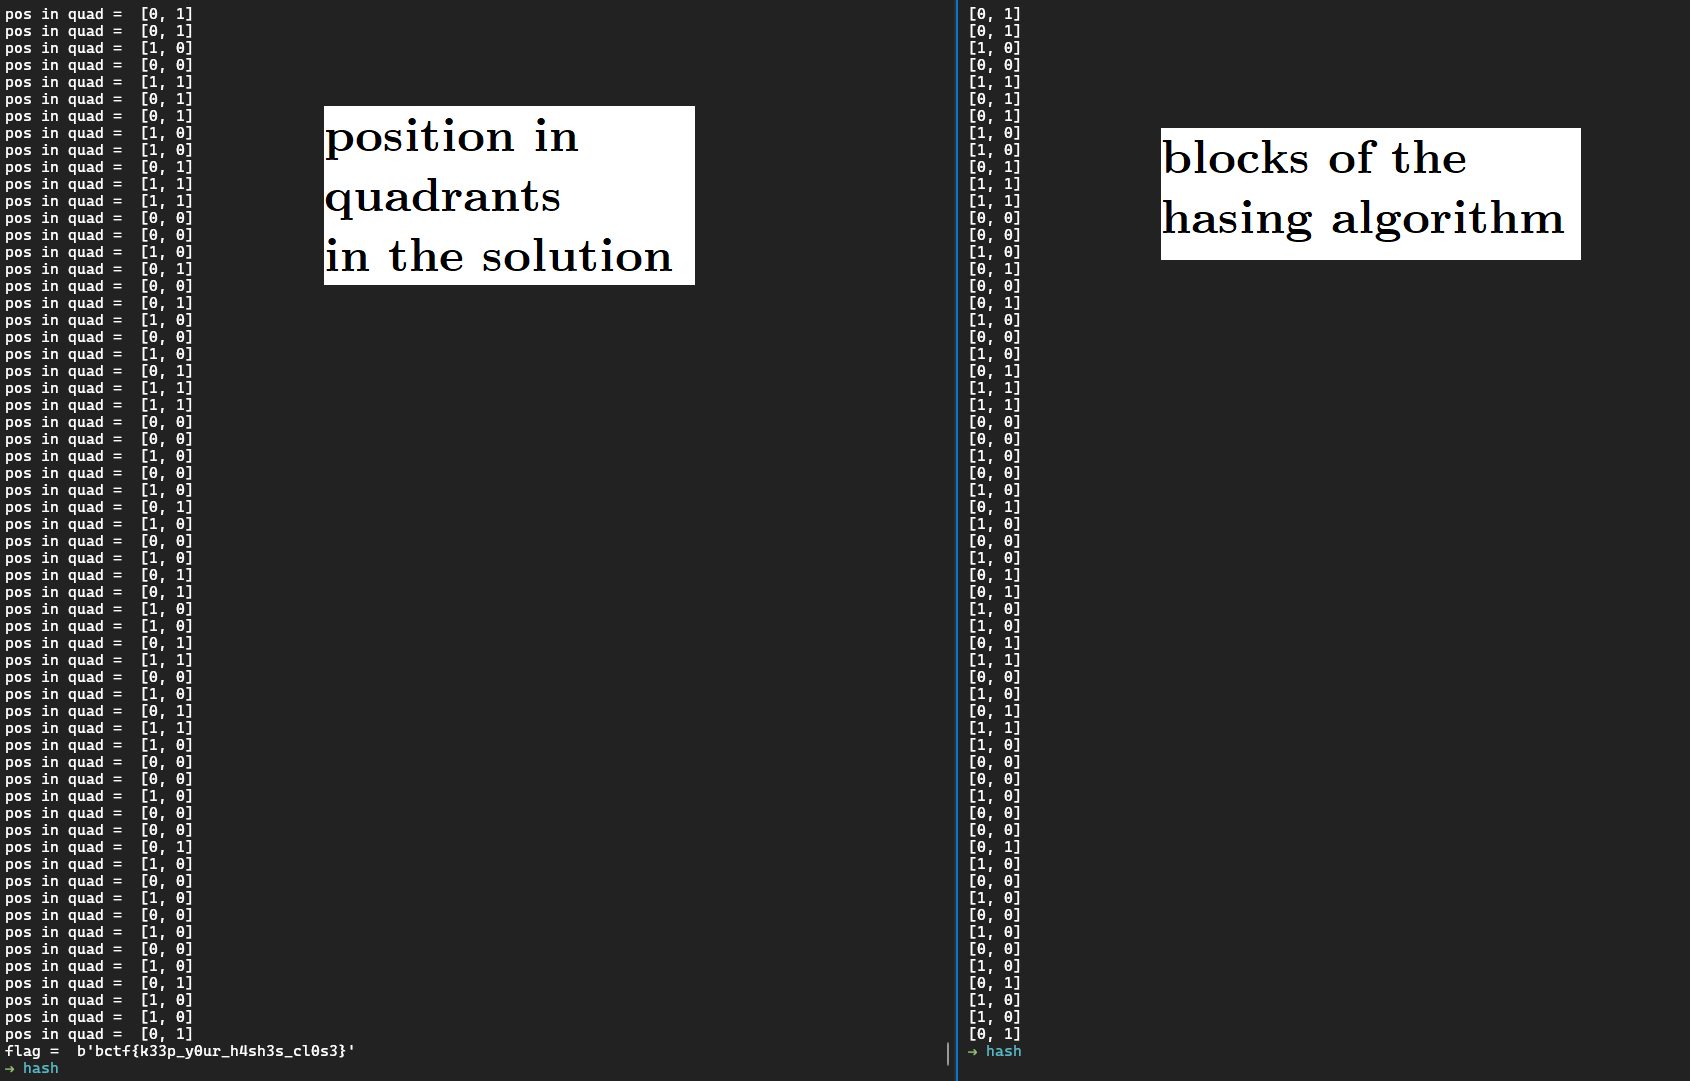 pos in quad =  [0, 1]
pos in quad =  [0, 1]
pos in quad =  [1, 0]
pos in quad =  [0, 0]
pos in quad =  [1, 1]
pos in quad =  [0, 1]
pos in quad =  [0, 1]
pos in quad =  [1, 0]
pos in quad =  [1, 0]
pos in quad =  [0, 1]
pos in quad =  [1, 1]
pos in quad =  [1, 1]
pos in quad =  [0, 0]
pos in quad =  [0, 0]
pos in quad =  [1, 0]
pos in quad =  [0, 1]
pos in quad =  [0, 0]
pos in quad =  [0, 1]
pos in quad =  [1, 0]
pos in quad =  [0, 0]
pos in quad =  [1, 0]
pos in quad =  [0, 1]
pos in quad =  [1, 1]
pos in quad =  [1, 1]
pos in quad =  [0, 0]
pos in quad =  [0, 0]
pos in quad =  [1, 0]
pos in quad =  [0, 0]
pos in quad =  [1, 0]
pos in quad =  [0, 1]
pos in quad =  [1, 0]
pos in quad =  [0, 0]
pos in quad =  [1, 0]
pos in quad =  [0, 1]
pos in quad =  [0, 1]
pos in quad =  [1, 0]
pos in quad =  [1, 0]
pos in quad =  [0, 1]
pos in quad =  [1, 1]
pos in quad =  [0, 0]
pos in quad =  [1, 0]
pos in quad =  [0, 1]
pos in quad =  [1, 1]
pos in quad =  [1, 0]
pos in quad =  [0, 0]
pos in quad =  [0, 0]
pos in quad =  [1, 0]
pos in quad =  [0, 0]
pos in quad =  [0, 0]
pos in quad =  [0, 1]
pos in quad =  [1, 0]
pos in quad =  [0, 0]
pos in quad =  [1, 0]
pos in quad =  [0, 0]
pos in quad =  [1, 0]
pos in quad =  [0, 0]
pos in quad =  [1, 0]
pos in quad =  [0, 1]
pos in quad =  [1, 0]
pos in quad =  [1, 0]
pos in quad =  [0, 1]
flag =  b'bctf{k33p_y0ur_h4sh3s_cl0s3}'
→ hash
position in
quadrants
in the solution
[0, 1]
[0, 1]
[1, 0]
[0, 0]
[1, 1]
[0, 1]
[0, 1]
[1, 0]
[1, 0]
[0, 1]
[1, 1]
[1, 1]
[0, 0]
[0, 0]
[1, 0]
[0, 1]
[0, 0]
[0, 1]
[1, 0]
[0, 0]
[1, 0]
[0, 1]
[1, 1]
[1, 1]
[0, 0]
[0, 0]
[1, 0]
[0, 0]
[1, 0]
[0, 1]
[1, 0]
[0, 0]
[1, 0]
[0, 1]
[0, 1]
[1, 0]
[1, 0]
[0, 1]
[1, 1]
[0, 0]
[1, 0]
[0, 1]
[1, 1]
[1, 0]
[0, 0]
[0, 0]
[1, 0]
[0, 0]
[0, 0]
[0, 1]
[1, 0]
[0, 0]
[1, 0]
[0, 0]
[1, 0]
[0, 0]
[1, 0]
[0, 1]
[1, 0]
[1, 0]
[0, 1]
→ hash
blocks of the
hasing algorithm